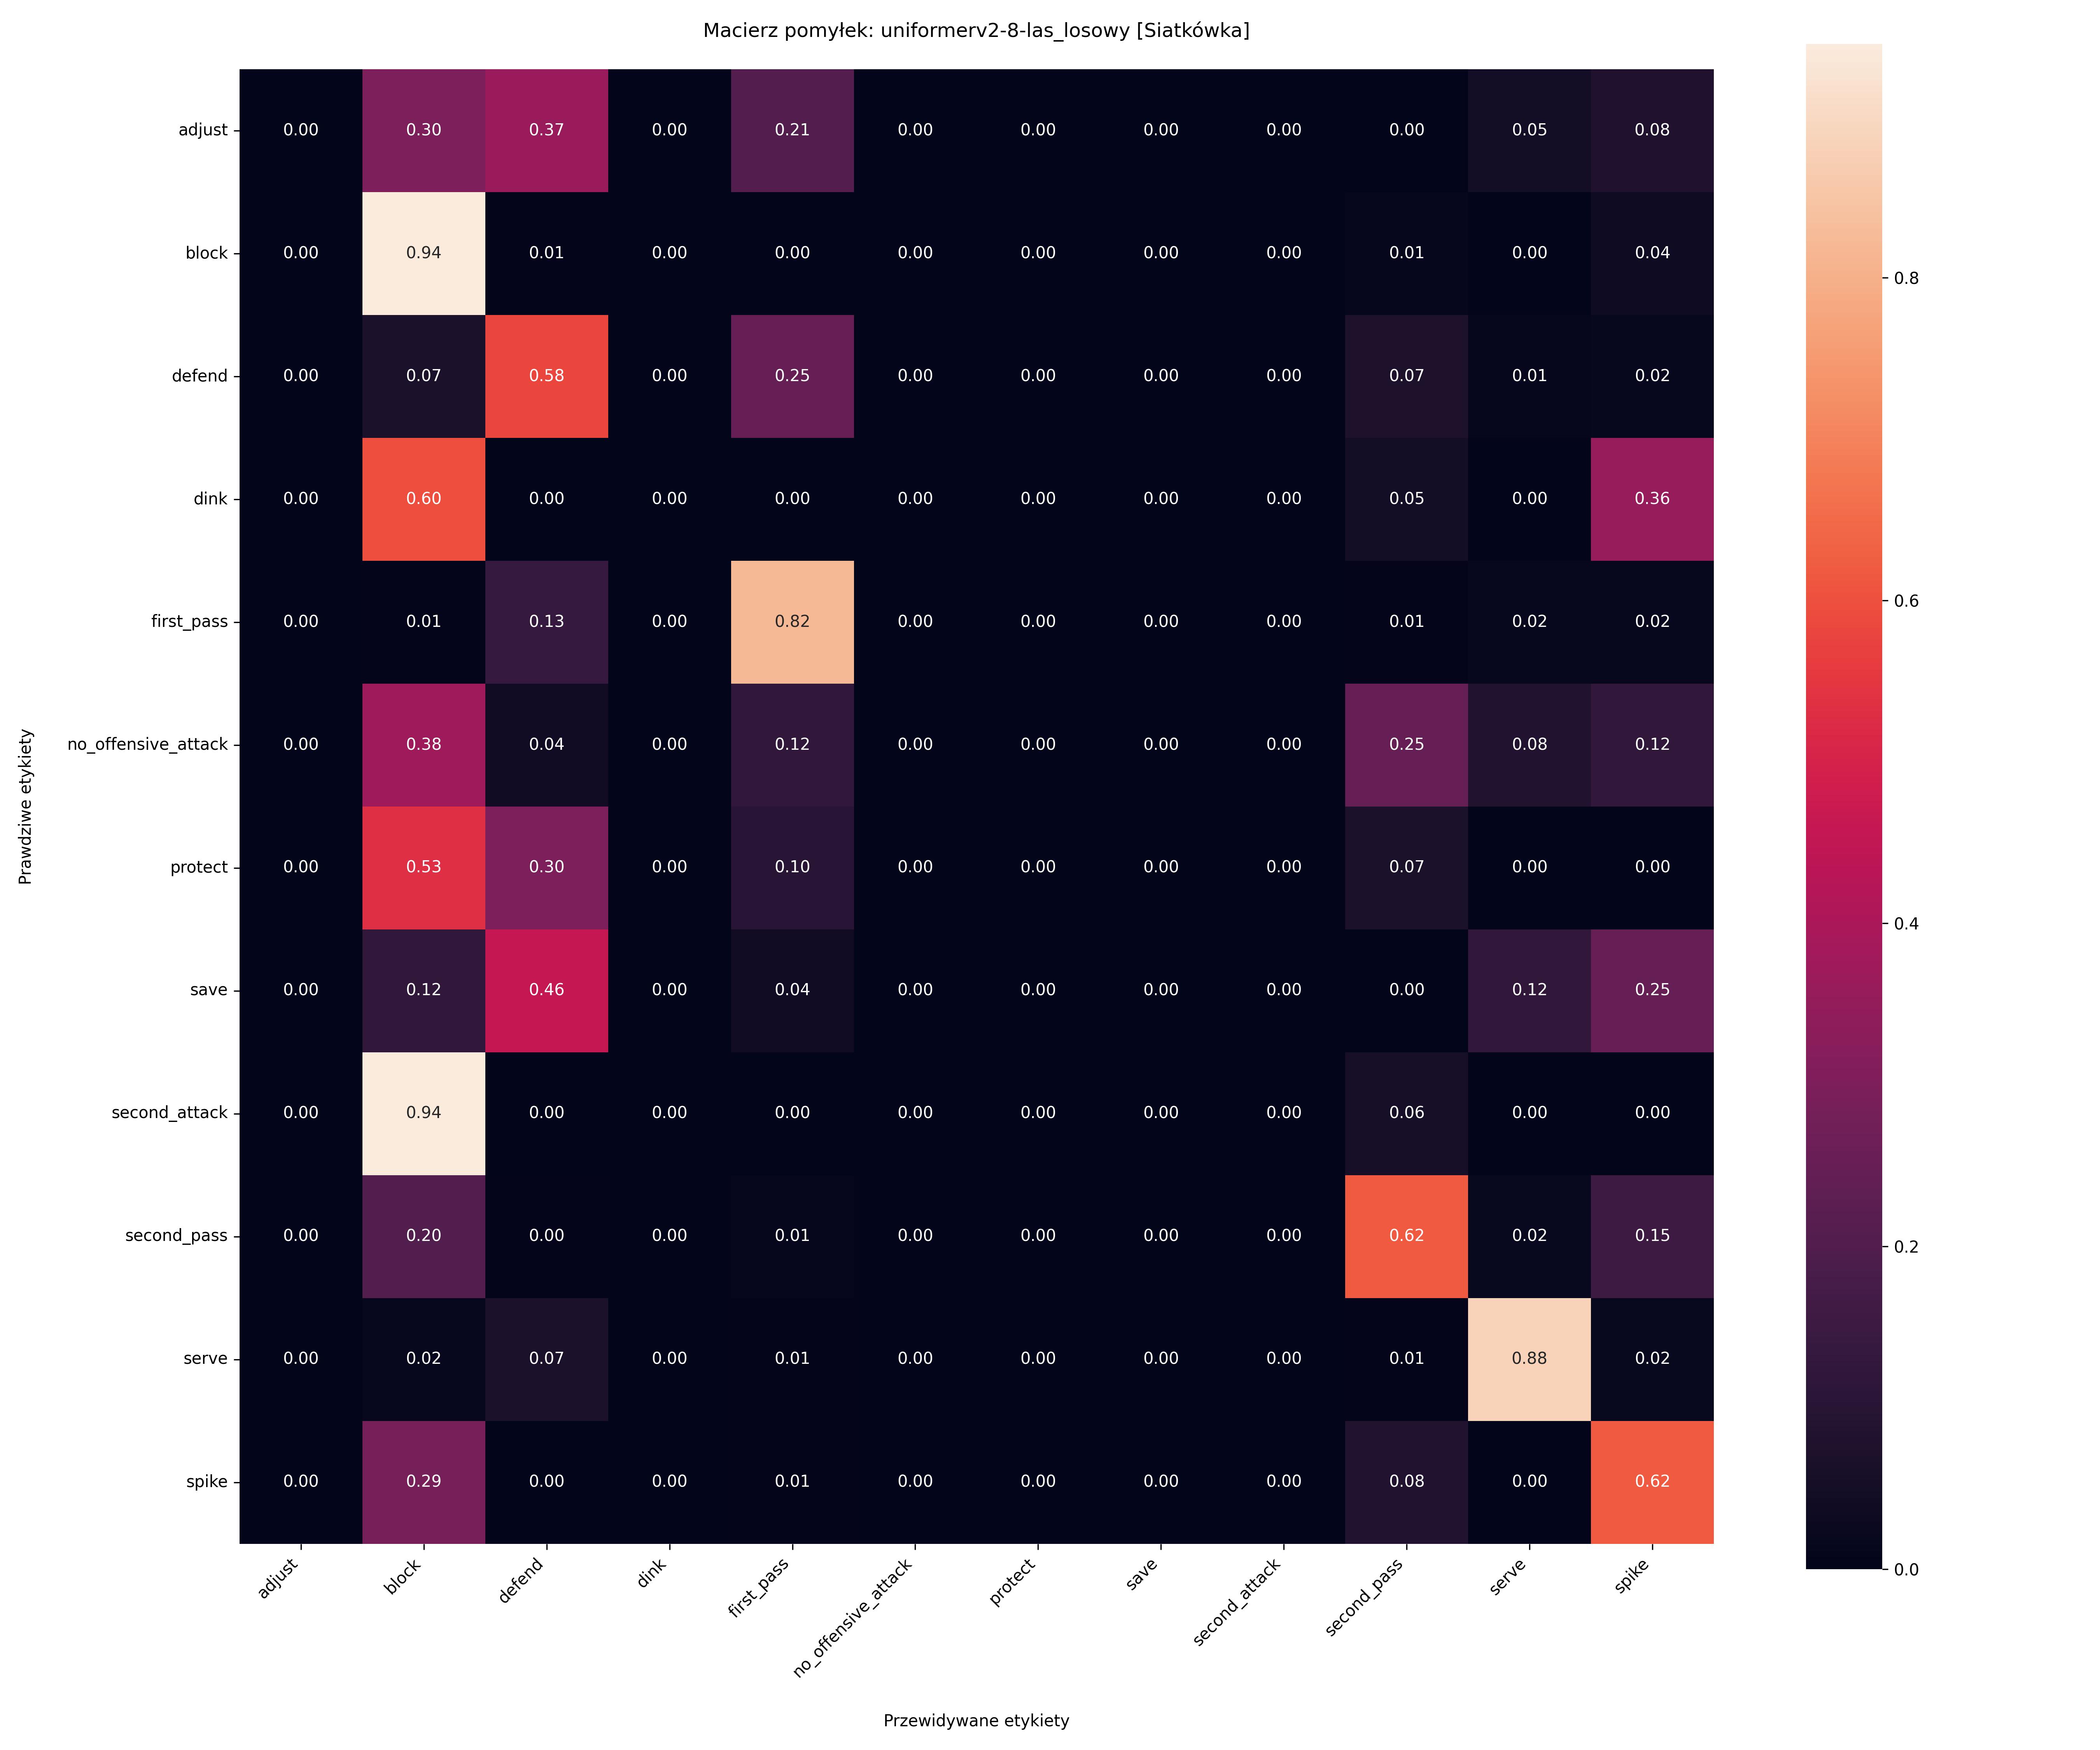 Macierz pomyłek: uniformerv2-8-las_losowy [Siatkówka]
Prawdziwe etykiety
adjust 0.00 0.30 0.37 0.00 0.21 0.00 0.00 0.00 0.00 0.00 0.05 0.08
block 0.00 0.94 0.01 0.00 0.00 0.00 0.00 0.00 0.00 0.01 0.00 0.04
defend 0.00 0.07 0.58 0.00 0.25 0.00 0.00 0.00 0.00 0.07 0.01 0.02
dink 0.00 0.60 0.00 0.00 0.00 0.00 0.00 0.00 0.00 0.05 0.00 0.36
first_pass 0.00 0.01 0.13 0.00 0.82 0.00 0.00 0.00 0.00 0.01 0.02 0.02
no_offensive_attack 0.00 0.38 0.04 0.00 0.12 0.00 0.00 0.00 0.00 0.25 0.08 0.12
protect 0.00 0.53 0.30 0.00 0.10 0.00 0.00 0.00 0.00 0.07 0.00 0.00
save 0.00 0.12 0.46 0.00 0.04 0.00 0.00 0.00 0.00 0.00 0.12 0.25
second_attack 0.00 0.94 0.00 0.00 0.00 0.00 0.00 0.00 0.00 0.06 0.00 0.00
second_pass 0.00 0.20 0.00 0.00 0.01 0.00 0.00 0.00 0.00 0.62 0.02 0.15
serve 0.00 0.02 0.07 0.00 0.01 0.00 0.00 0.00 0.00 0.01 0.88 0.02
spike 0.00 0.29 0.00 0.00 0.01 0.00 0.00 0.00 0.00 0.08 0.00 0.62
adjust block defend dink first_pass no_offensive_attack protect save second_attack second_pass serve spike
Przewidywane etykiety
0.8
0.6
0.4
0.2
0.0